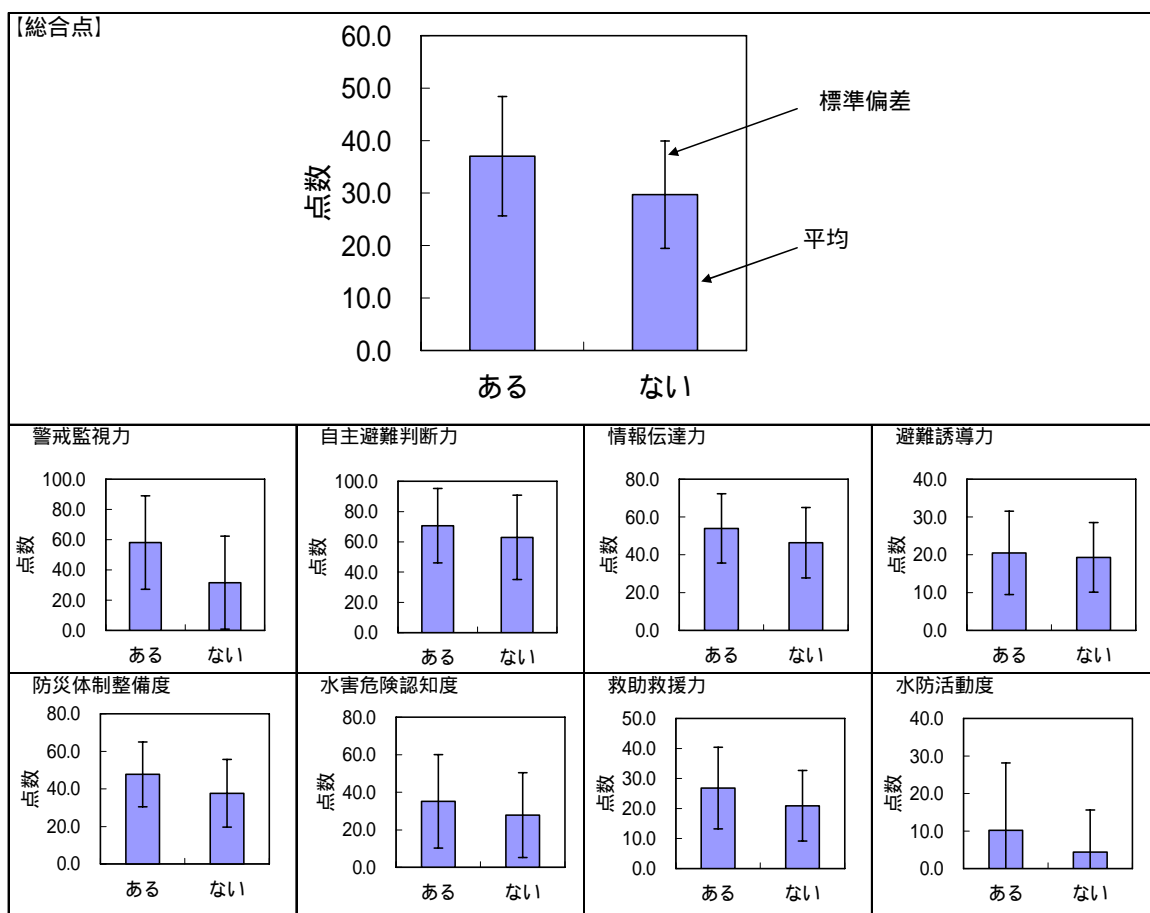 【総合点】
60.0
50.0
40.0
30.0
20.0
10.0
0.0
点数
ある
ない
標準偏差
平均
警戒監視力
100.0
80.0
60.0
40.0
20.0
0.0
点数
ある
ない
自主避難判断力
100.0
80.0
60.0
40.0
20.0
0.0
点数
ある
ない
情報伝達力
80.0
60.0
40.0
20.0
0.0
点数
ある
ない
避難誘導力
40.0
30.0
20.0
10.0
0.0
点数
ある
ない
防災体制整備度
80.0
60.0
40.0
20.0
0.0
点数
ある
ない
水害危険認知度
80.0
60.0
40.0
20.0
0.0
点数
ある
ない
救助救援力
50.0
40.0
30.0
20.0
10.0
0.0
点数
ある
ない
水防活動度
40.0
30.0
20.0
10.0
0.0
点数
ある
ない